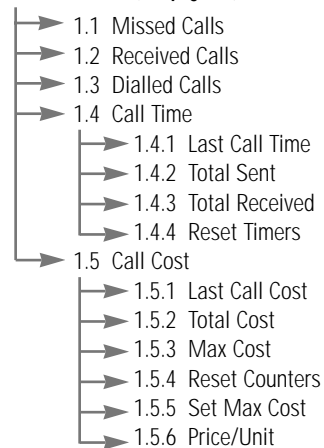 1.1 Missed Calls
1.2 Received Calls
1.3 Dialled Calls
1.4 Call Time
1.4.1 Last Call Time
1.4.2 Total Sent
1.4.3 Total Received
1.4.4 Reset Timers
1.5 Call Cost
1.5.1 Last Call Cost
1.5.2 Total Cost
1.5.3 Max Cost
1.5.4 Reset Counters
1.5.5 Set Max Cost
1.5.6 Price/Unit